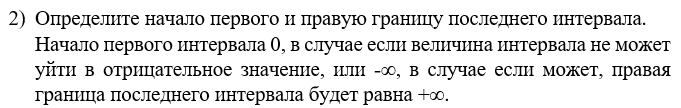 2) Определите начало первого и правую границу последнего интервала.
Начало первого интервала 0, в случае если величина интервала не может
уйти в отрицательное значение, или -∞, в случае если может, правая
граница последнего интервала будет равна +∞.